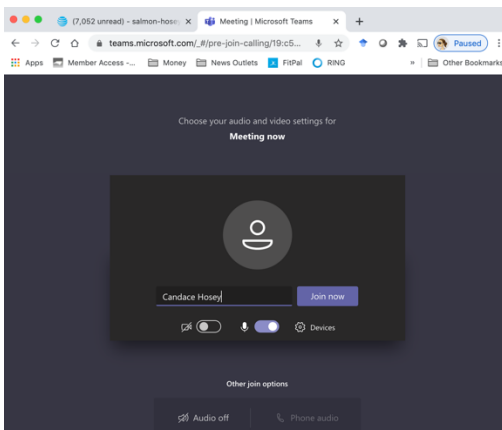 (7,052 unread) - salmon-hosey
Meeting | Microsoft Teams
teams.microsoft.com/_#/pre-join-calling/19:c5...
Paused
Apps
Member Access -...
Money
News Outlets
FitPal
RING
»
Other Bookmarks
Choose your audio and video settings for
Meeting now
Candace Hosey
Join now
Devices
Other join options
Audio off
Phone audio